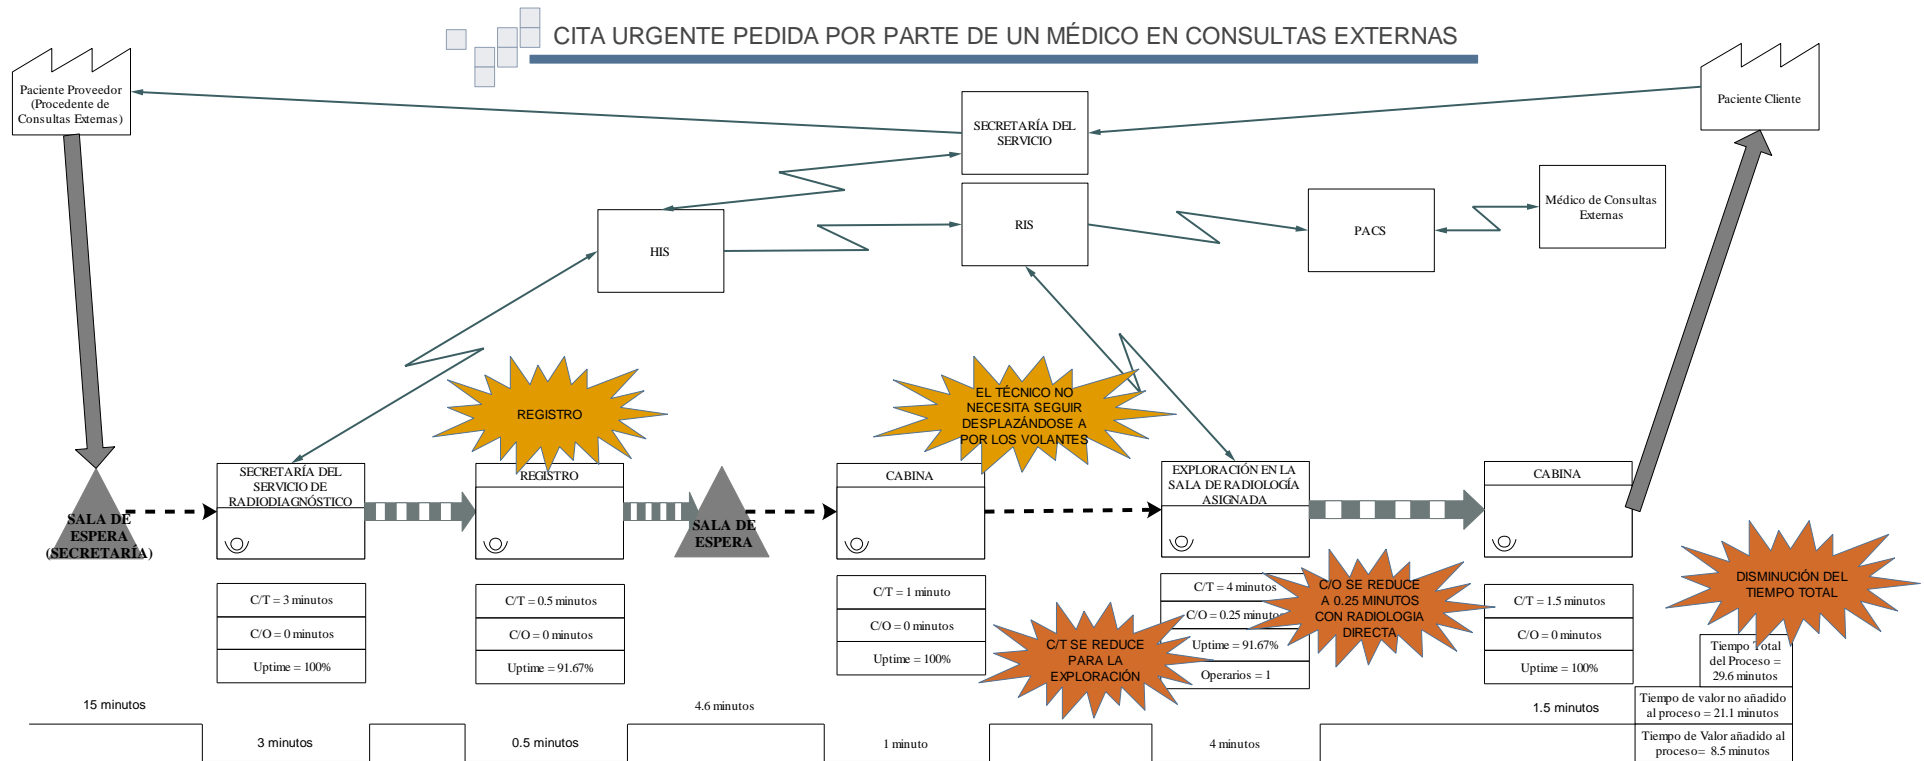 CITA URGENTE PEDIDA POR PARTE DE UN MÉDICO EN CONSULTAS EXTERNAS
Paciente Proveedor
(Procedente de
Consultas Externas)
Paciente Cliente
SECRETARÍA DEL
SERVICIO
HIS
RIS
PACS
Médico de Consultas
Externas
REGISTRO
EL TÉCNICO NO
NECESITA SEGUIR
DESPLAZÁNDOSE A
POR LOS VOLANTES
SALA DE
ESPERA
(SECRETARÍA)
SECRETARÍA DEL
SERVICIO DE
RADIODIAGNÓSTICO
REGISTRO
SALA DE
ESPERA
CABINA
EXPLORACIÓN EN LA
SALA DE RADIOLOGÍA
ASIGNADA
CABINA
C/T = 3 minutos
C/O = 0 minutos
Uptime = 100%
C/T = 0.5 minutos
C/O = 0 minutos
Uptime = 91.67%
C/T = 1 minuto
C/O = 0 minutos
Uptime = 100%
C/T SE REDUCE
PARA LA
EXPLORACIÓN
C/T = 4 minutos
C/O = 0.25 minutos
Uptime = 91.67%
Operarios = 1
C/O SE REDUCE
A 0.25 MINUTOS
CON RADIOLOGIA
DIRECTA
C/T = 1.5 minutos
C/O = 0 minutos
Uptime = 100%
DISMINUCIÓN DEL
TIEMPO TOTAL
Tiempo Total
del Proceso =
29.6 minutos
Tiempo de valor no añadido
al proceso = 21.1 minutos
Tiempo de Valor añadido al
proceso= 8.5 minutos
15 minutos
3 minutos
0.5 minutos
4.6 minutos
1 minuto
4 minutos
1.5 minutos